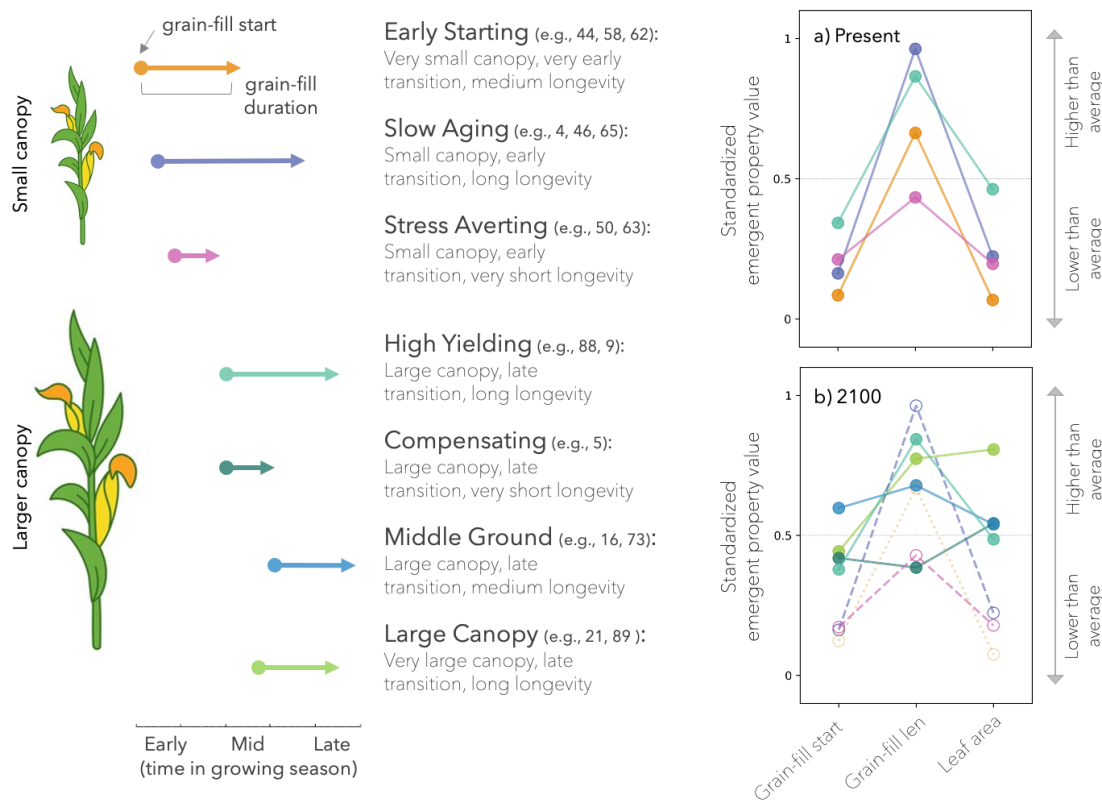 grain-fill start
grain-fill
duration
Small canopy
Early Starting (e.g., 44, 58, 62):
Very small canopy, very early
transition, medium longevity
Slow Aging (e.g., 4, 46, 65):
Small canopy, early
transition, long longevity
Stress Averting (e.g., 50, 63):
Small canopy, early
transition, very short longevity
Larger canopy
High Yielding (e.g., 88, 9):
Large canopy, late
transition, long longevity
Compensating (e.g., 5):
Large canopy, late
transition, very short longevity
Middle Ground (e.g., 16, 73):
Large canopy, late
transition, medium longevity
Large Canopy (e.g., 21, 89 ):
Very large canopy, late
transition, long longevity
Early Mid Late
(time in growing season)
a) Present
Standardized
emergent property value
1
0.5
0
Higher than
average
Lower than
average
b) 2100
Standardized
emergent property value
1
0.5
0
Higher than
average
Lower than
average
Grain-fill start
Grain-fill len
Leaf area